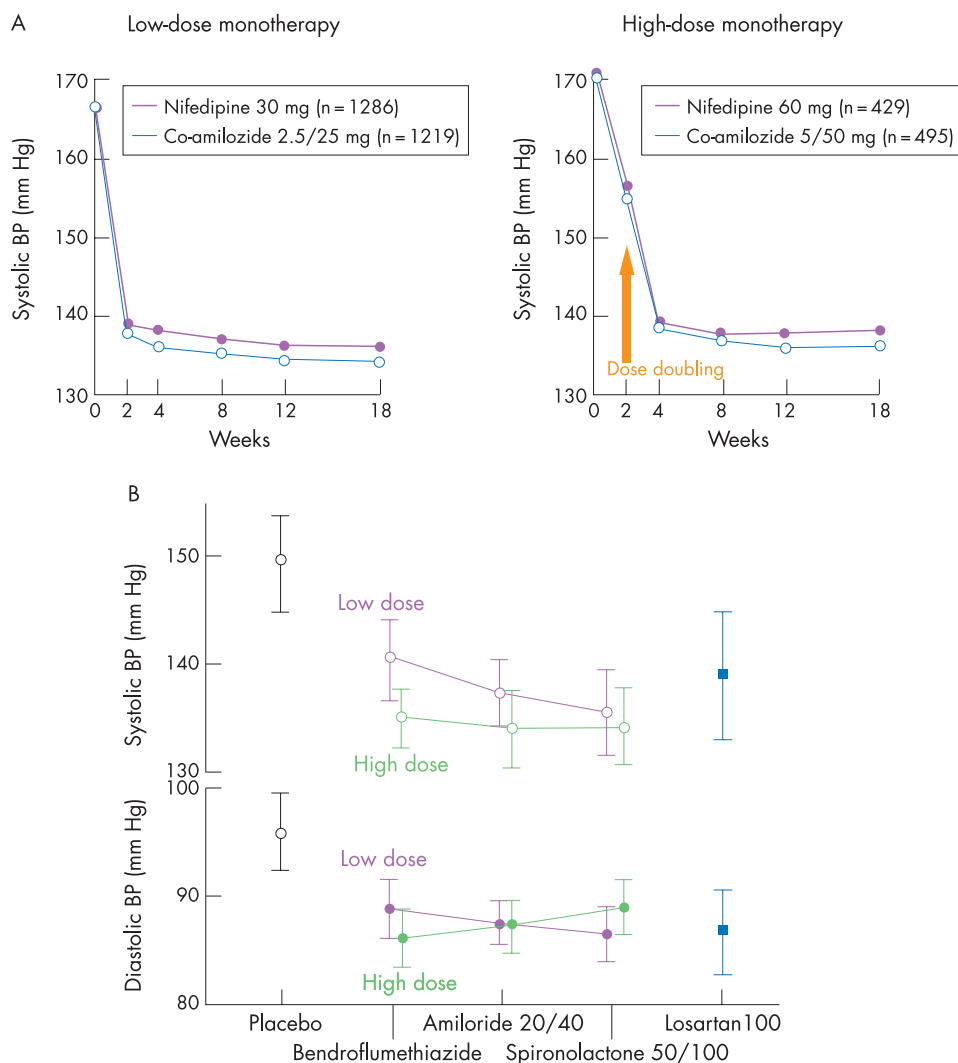 A
Low-dose monotherapy
Systolic BP (mm Hg)
170
160
150
140
130
Nifedipine 30 mg (n = 1286)
Co-amilozide 2.5/25 mg (n = 1219)
0 2 4 8 12 18
Weeks
High-dose monotherapy
Systolic BP (mm Hg)
170
160
150
140
130
Nifedipine 60 mg (n = 429)
Co-amilozide 5/50 mg (n = 495)
Dose doubling
0 2 4 8 12 18
Weeks
B
Systolic BP (mm Hg)
150
140
130
Low dose
High dose
Diastolic BP (mm Hg)
100
90
80
Low dose
High dose
Placebo
Bendroflumethiazide
Amiloride 20/40
Spironolactone 50/100
Losartan100